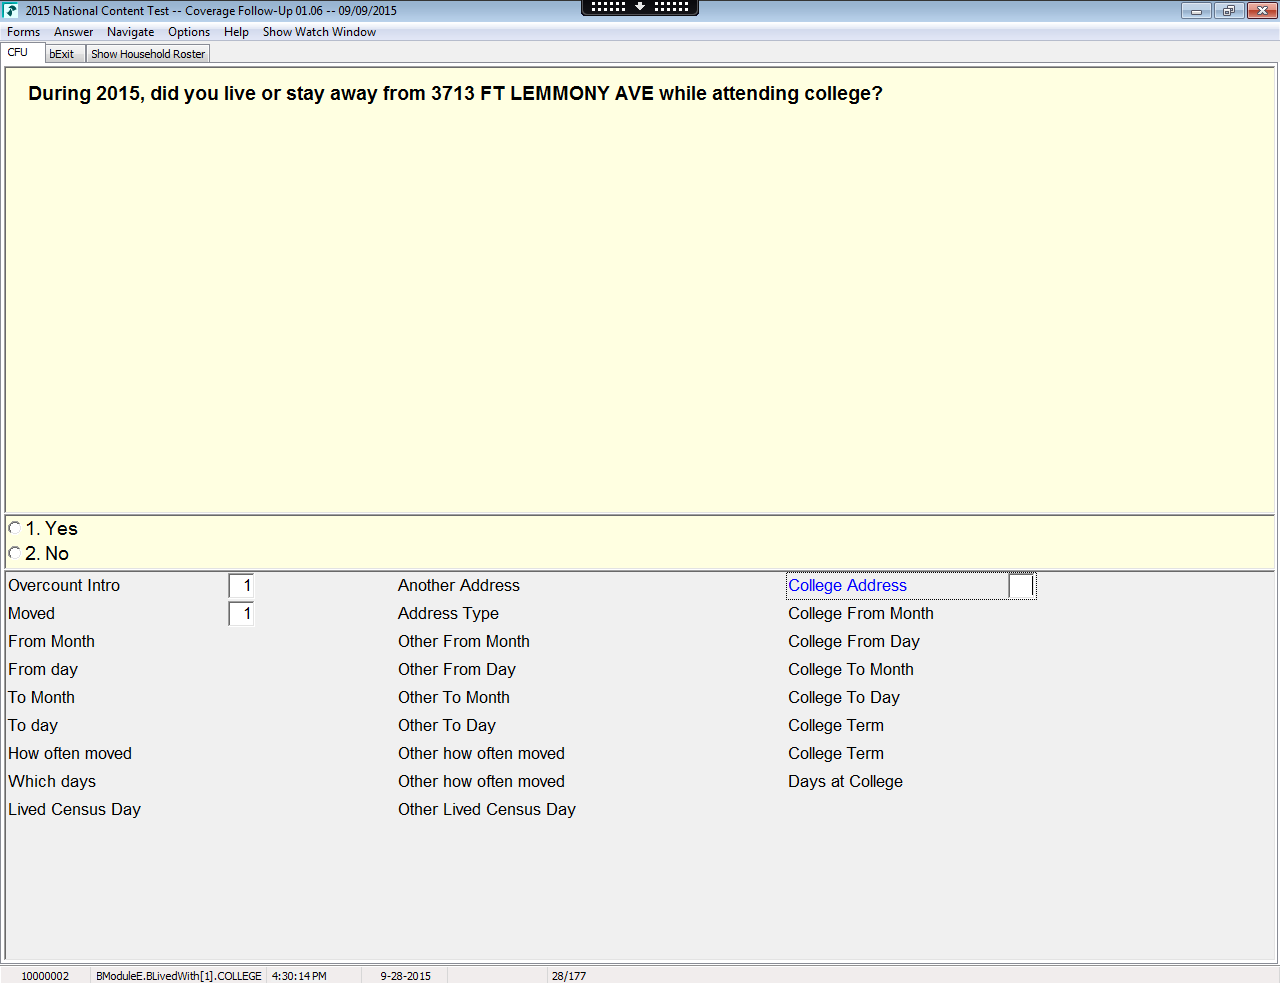 2015 National Content Test -- Coverage Follow-Up 01.06 -- 09/09/2015
Forms Answer Navigate Options Help Show Watch Window
CFU bExit Show Household Roster
During 2015, did you live or stay away from 3713 FT LEMMONY AVE while attending college?
1. Yes
2. No
Overcount Intro 1 Another Address College Address
Moved 1 Address Type College From Month
From Month Other From Month College From Day
From day Other From Day College To Month
To Month Other To Month College To Day
To day Other To Day College Term
How often moved Other how often moved College Term
Which days Other how often moved Days at College
Lived Census Day Other Lived Census Day
10000002 BModuleE.BLivedWith[1].COLLEGE 4:30:14 PM 9-28-2015 28/177